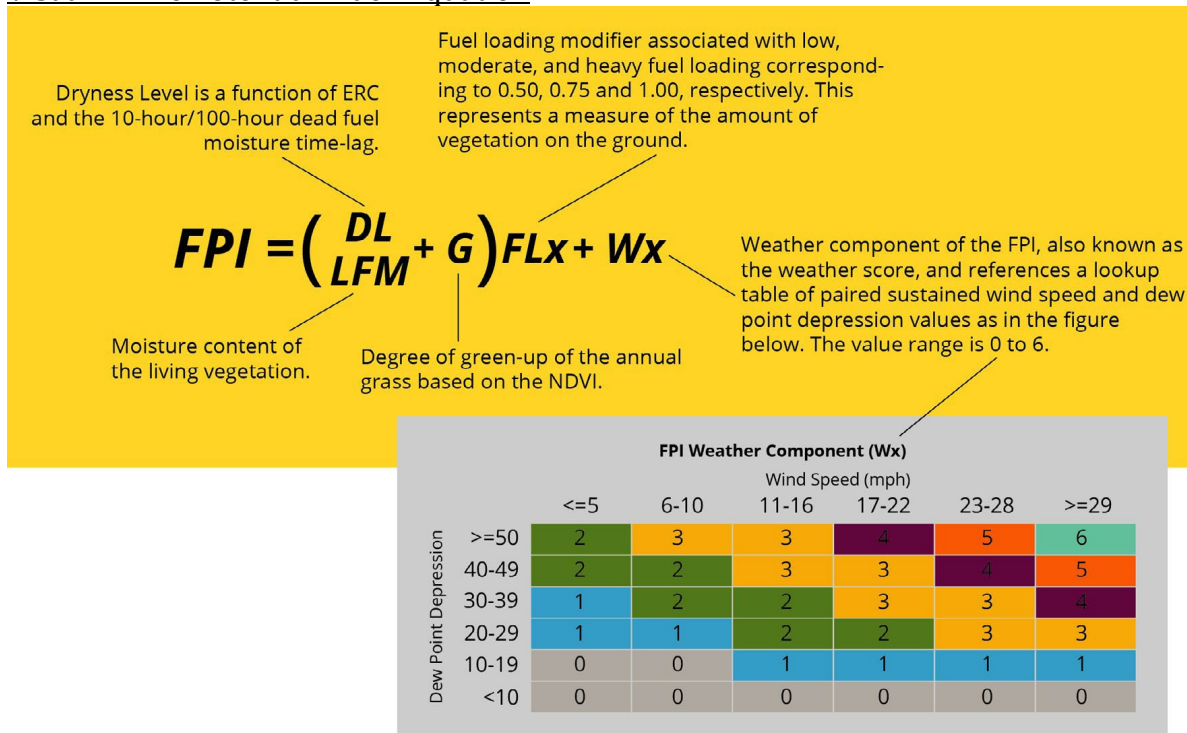 Fuel loading modifier associated with low,
moderate, and heavy fuel loading correspond-
ing to 0.50, 0.75 and 1.00, respectively. This
represents a measure of the amount of
vegetation on the ground.
Dryness Level is a function of ERC
and the 10-hour/100-hour dead fuel
moisture time-lag.
FPI = (DL/LFM + G)FLx + Wx
Weather component of the FPI, also known as
the weather score, and references a lookup
table of paired sustained wind speed and dew
point depression values as in the figure
below. The value range is 0 to 6.
Moisture content of
the living vegetation.
Degree of green-up of the annual
grass based on the NDVI.
FPI Weather Component (Wx)
Wind Speed (mph)
<=5 6-10 11-16 17-22 23-28 >=29
Dew Point Depression
>=50 2 3 3 4 5 6
40-49 2 2 3 3 4 5
30-39 1 2 2 3 3 4
20-29 1 1 2 2 3 3
10-19 0 0 1 1 1 1
<10 0 0 0 0 0 0